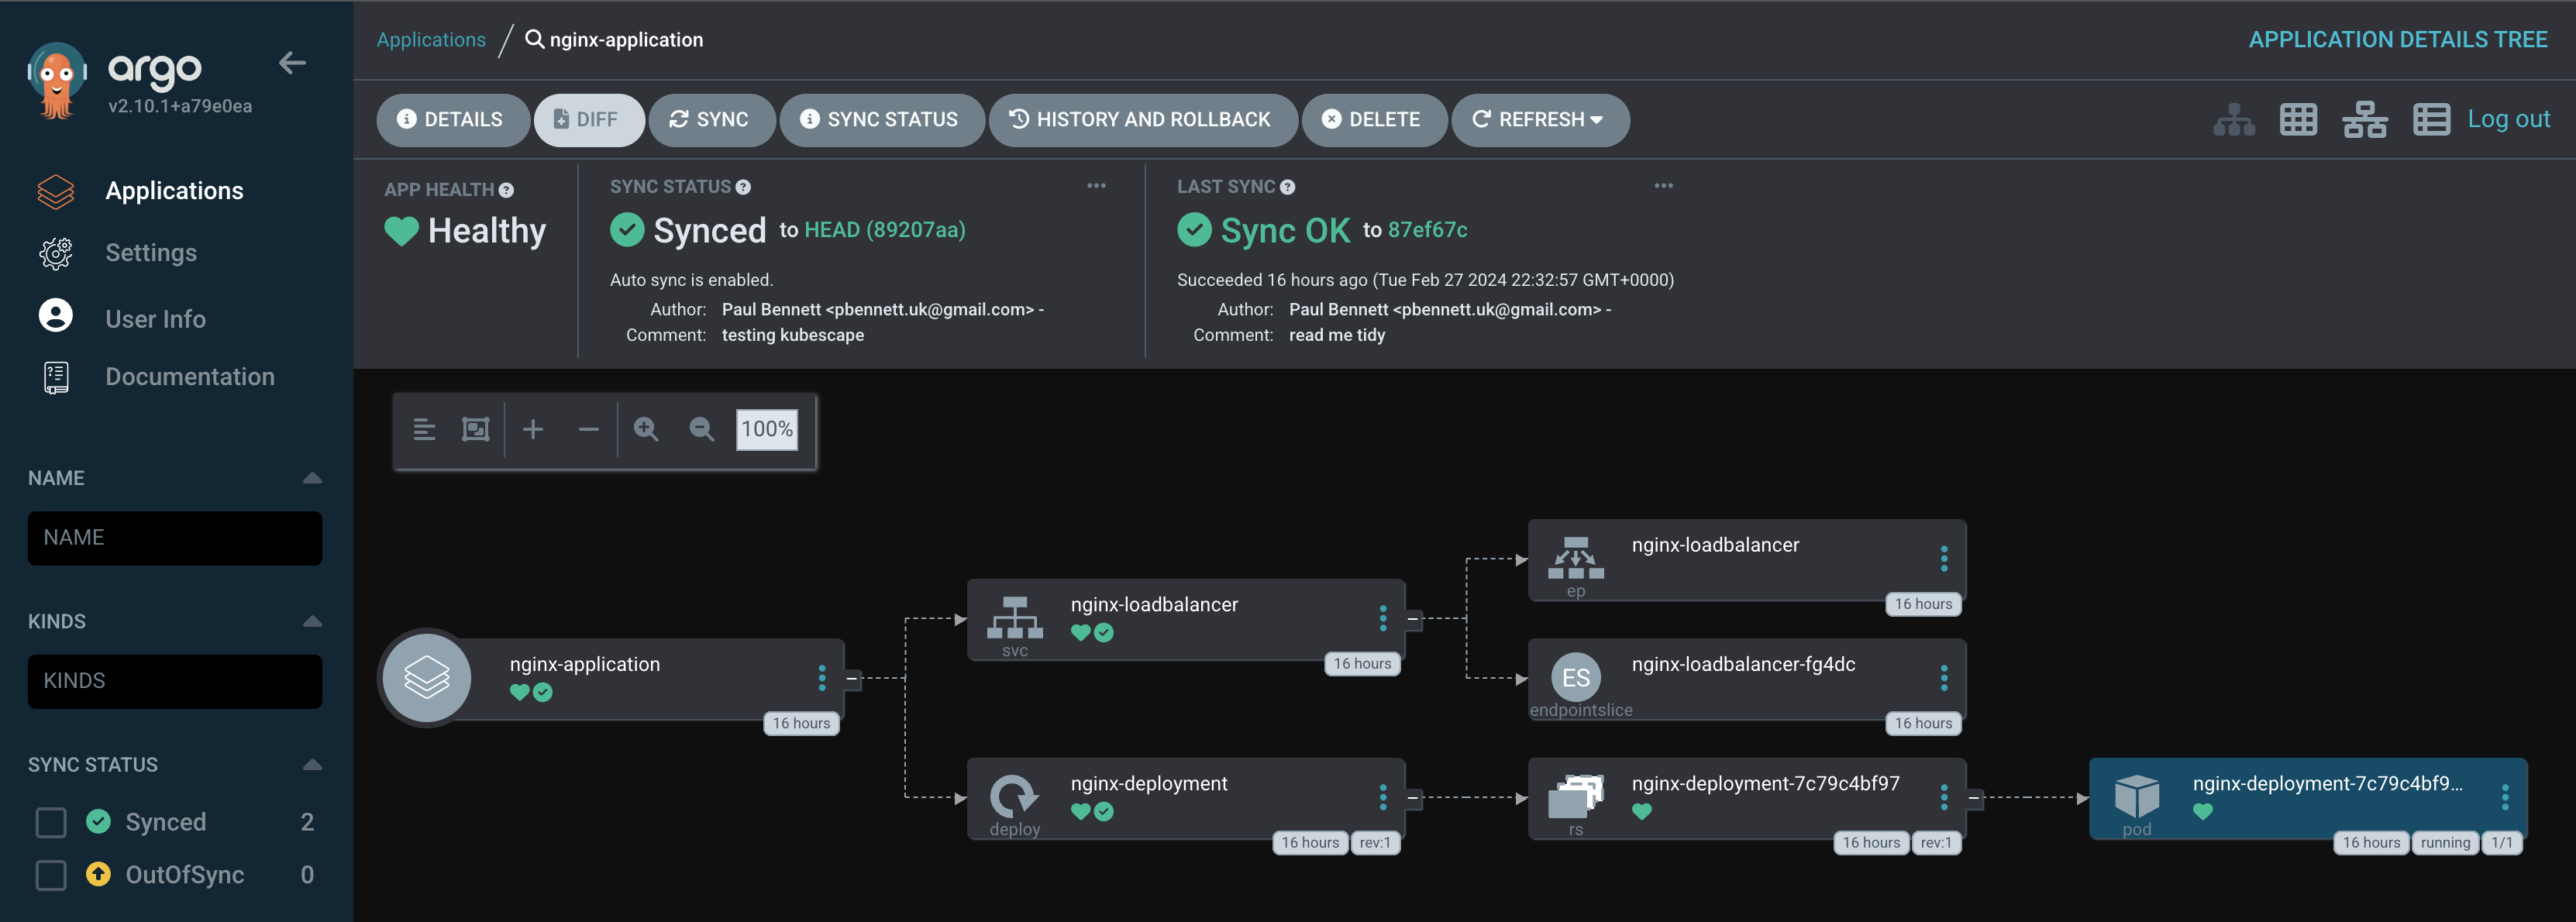 argo
v2.10.1+a79e0ea
Applications
Settings
User Info
Documentation
NAME
NAME
KINDS
KINDS
SYNC STATUS
Synced 2
OutOfSync 0
Applications / nginx-application
APPLICATION DETAILS TREE
DETAILS DIFF SYNC SYNC STATUS HISTORY AND ROLLBACK DELETE REFRESH
Log out
APP HEALTH
Healthy
SYNC STATUS
Synced to HEAD (89207aa)
Auto sync is enabled.
Author: Paul Bennett <pbennett.uk@gmail.com> -
Comment: testing kubescape
LAST SYNC
Sync OK to 87ef67c
Succeeded 16 hours ago (Tue Feb 27 2024 22:32:57 GMT+0000)
Author: Paul Bennett <pbennett.uk@gmail.com> -
Comment: read me tidy
100%
nginx-application
16 hours
nginx-loadbalancer
svc
16 hours
nginx-deployment
deploy
16 hours rev:1
nginx-loadbalancer
ep
16 hours
nginx-loadbalancer-fg4dc
ES
endpointslice
16 hours
nginx-deployment-7c79c4bf97
rs
16 hours rev:1
nginx-deployment-7c79c4bf9...
pod
16 hours running 1/1